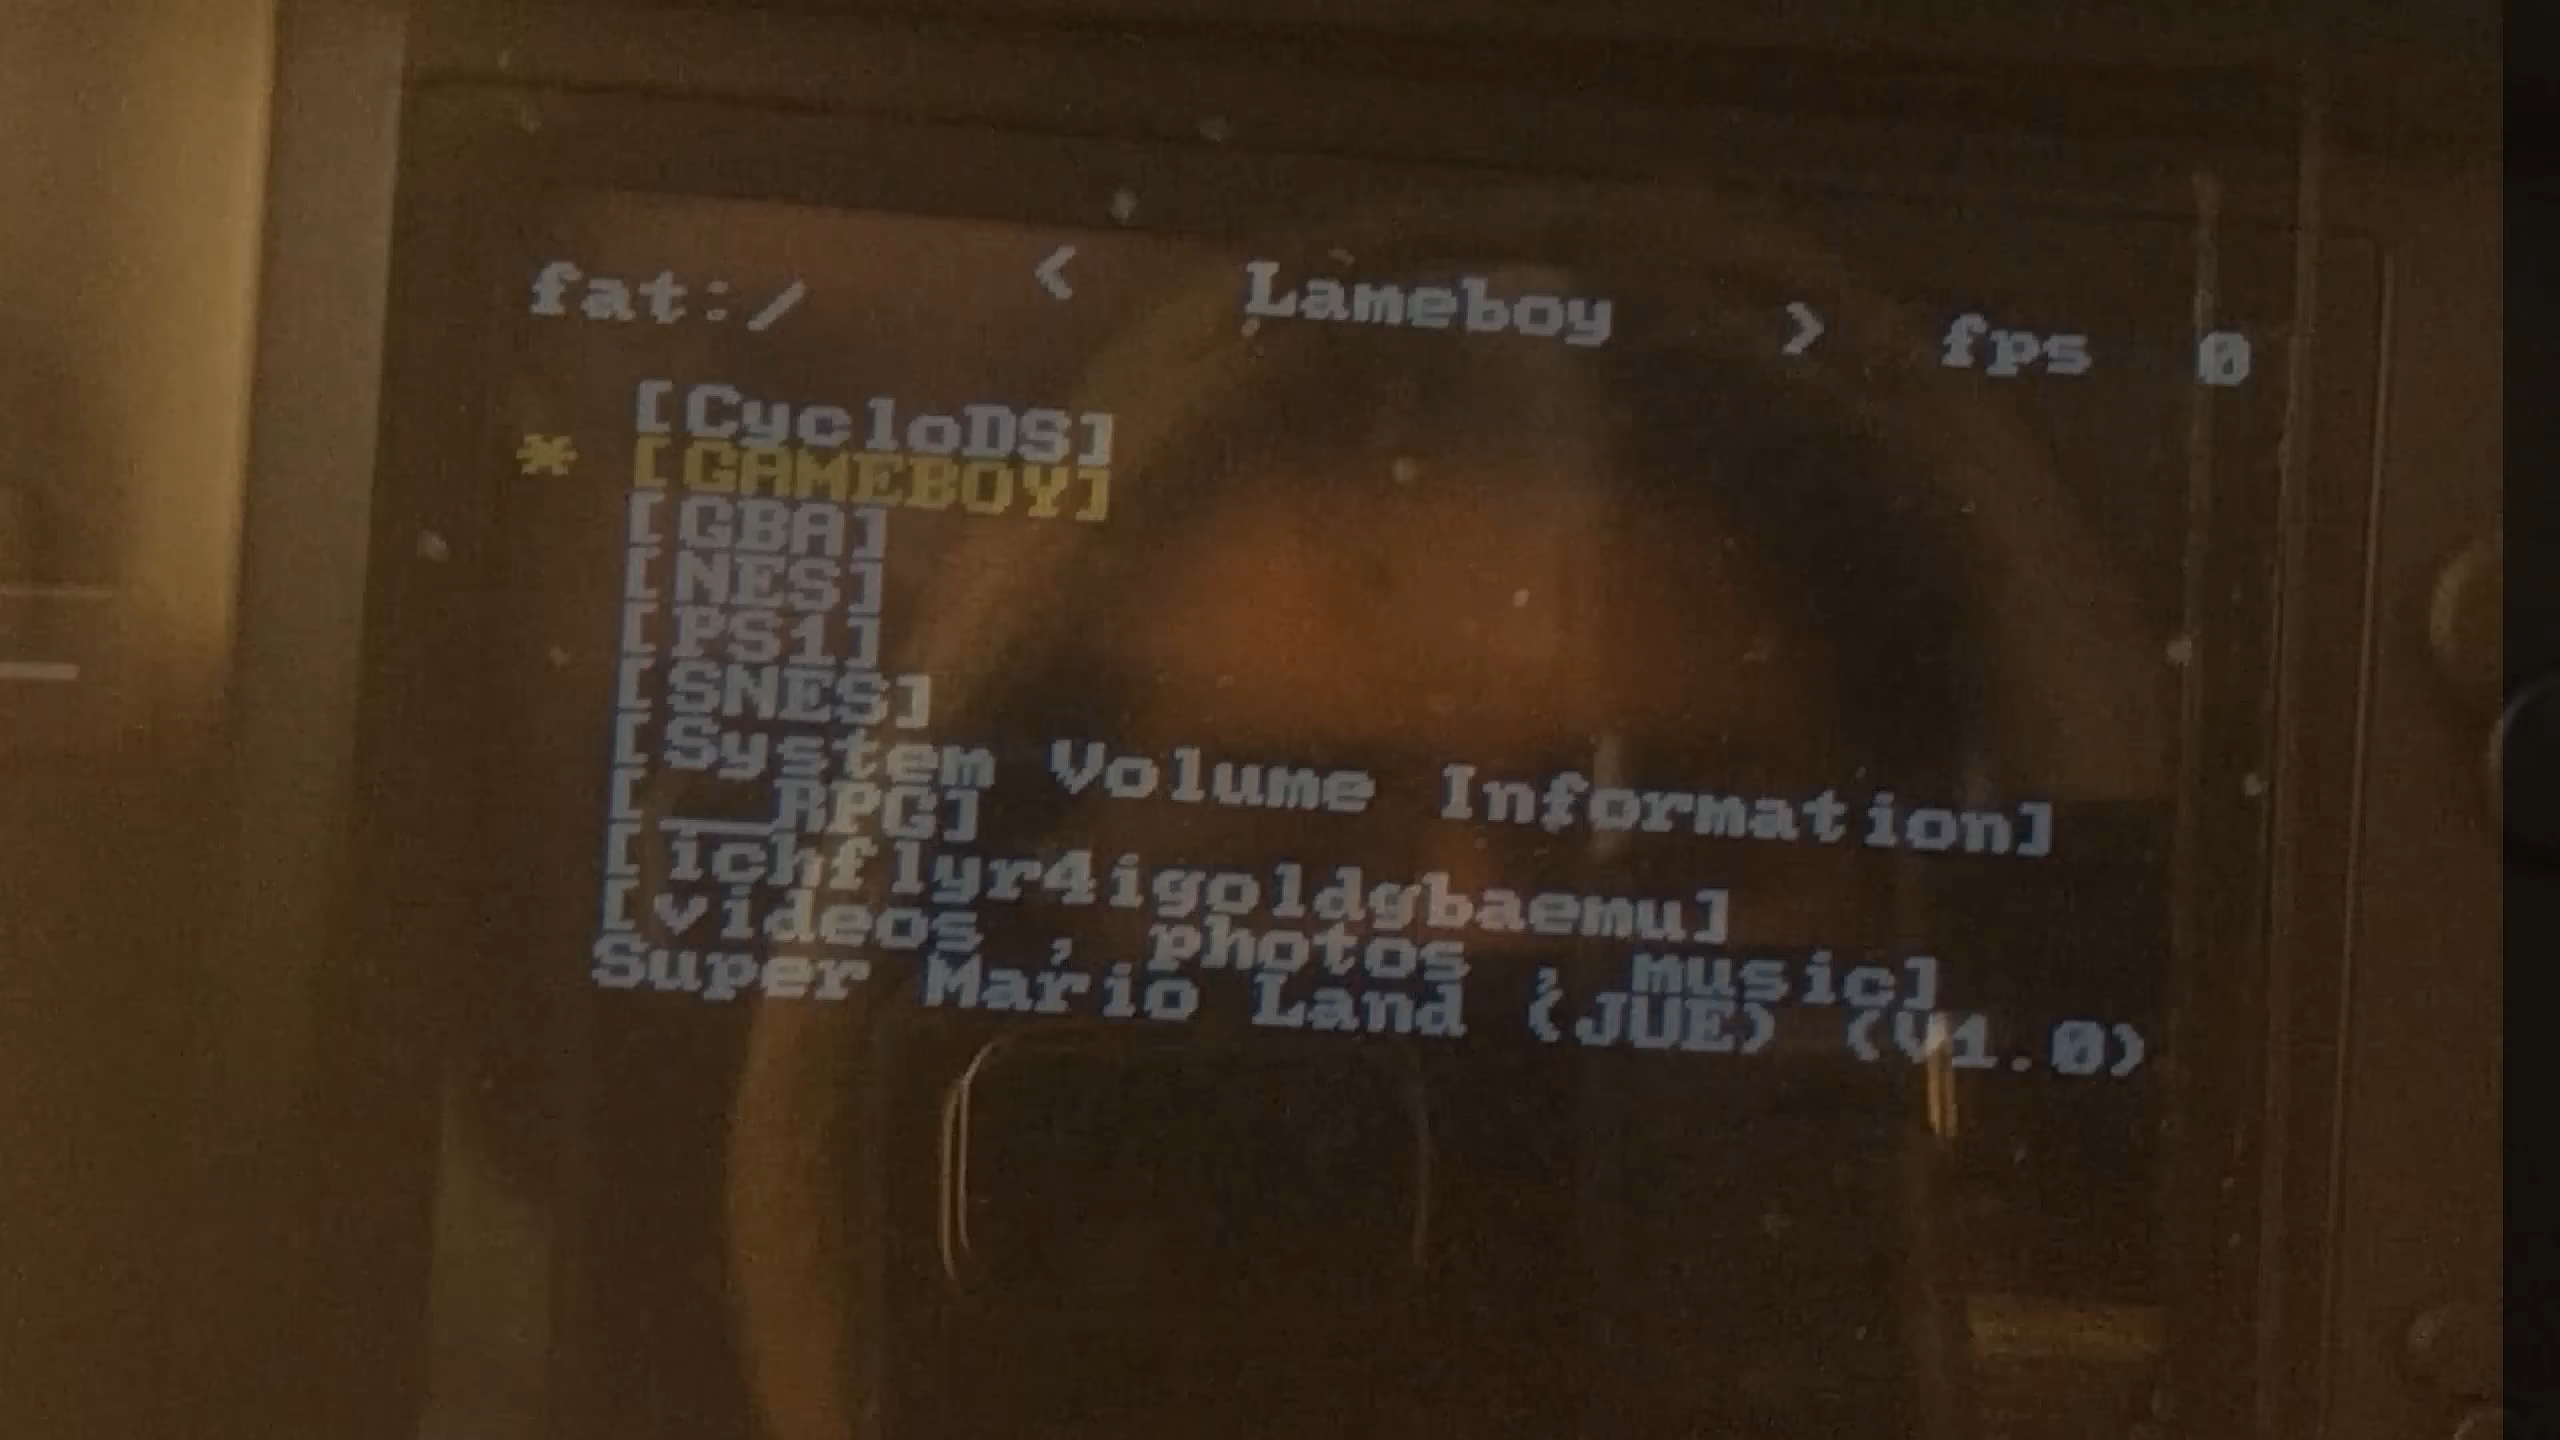 fat:/ < Lameboy > fps 0
[CycloDS]
* [GAMEBOY]
[GBA]
[NES]
[PS1]
[SNES]
[System Volume Information]
[__RPG]
[ichflyr4igoldgbaemu]
[videos , photos , music]
Super Mario Land (JUE) (V1.0)